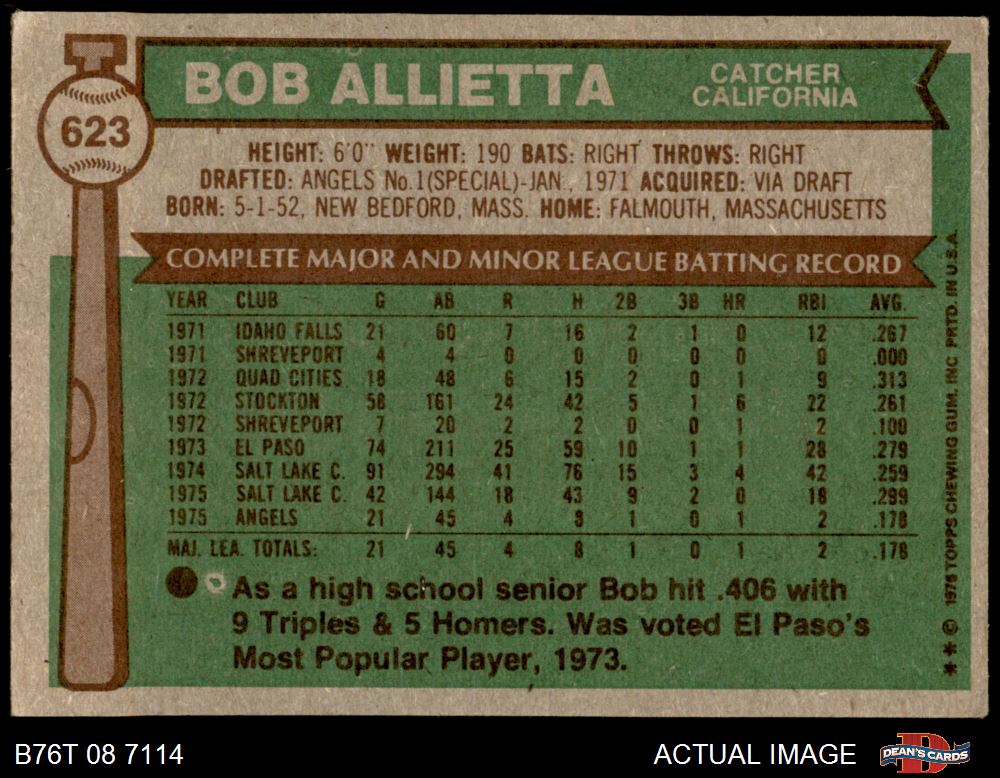 623
BOB ALLIETTA
CATCHER
CALIFORNIA
HEIGHT: 6'0" WEIGHT: 190 BATS: RIGHT THROWS: RIGHT
DRAFTED: ANGELS No.1(SPECIAL)-JAN., 1971 ACQUIRED: VIA DRAFT
BORN: 5-1-52, NEW BEDFORD, MASS. HOME: FALMOUTH, MASSACHUSETTS
COMPLETE MAJOR AND MINOR LEAGUE BATTING RECORD
YEAR CLUB G AB R H 2B 3B HR RBI AVG.
1971 IDAHO FALLS 21 60 7 16 2 1 0 12 .267
1971 SHREVEPORT 4 4 0 0 0 0 0 0 .000
1972 QUAD CITIES 18 48 6 15 2 0 1 9 .313
1972 STOCKTON 58 161 24 42 5 1 6 22 .261
1972 SHREVEPORT 7 20 2 2 0 0 1 2 .100
1973 EL PASO 74 211 25 59 10 1 1 28 .279
1974 SALT LAKE C. 91 294 41 76 15 3 4 42 .259
1975 SALT LAKE C. 42 144 18 43 9 2 0 18 .299
1975 ANGELS 21 45 4 8 1 0 1 2 .178
MAJ. LEA. TOTALS: 21 45 4 8 1 0 1 2 .178
As a high school senior Bob hit .406 with
9 Triples & 5 Homers. Was voted El Paso's
Most Popular Player, 1973.
** © 1976 TOPPS CHEWING GUM, INC PRTD. IN U.S.A.
B76T 08 7114
ACTUAL IMAGE
D
DEAN'S CARDS